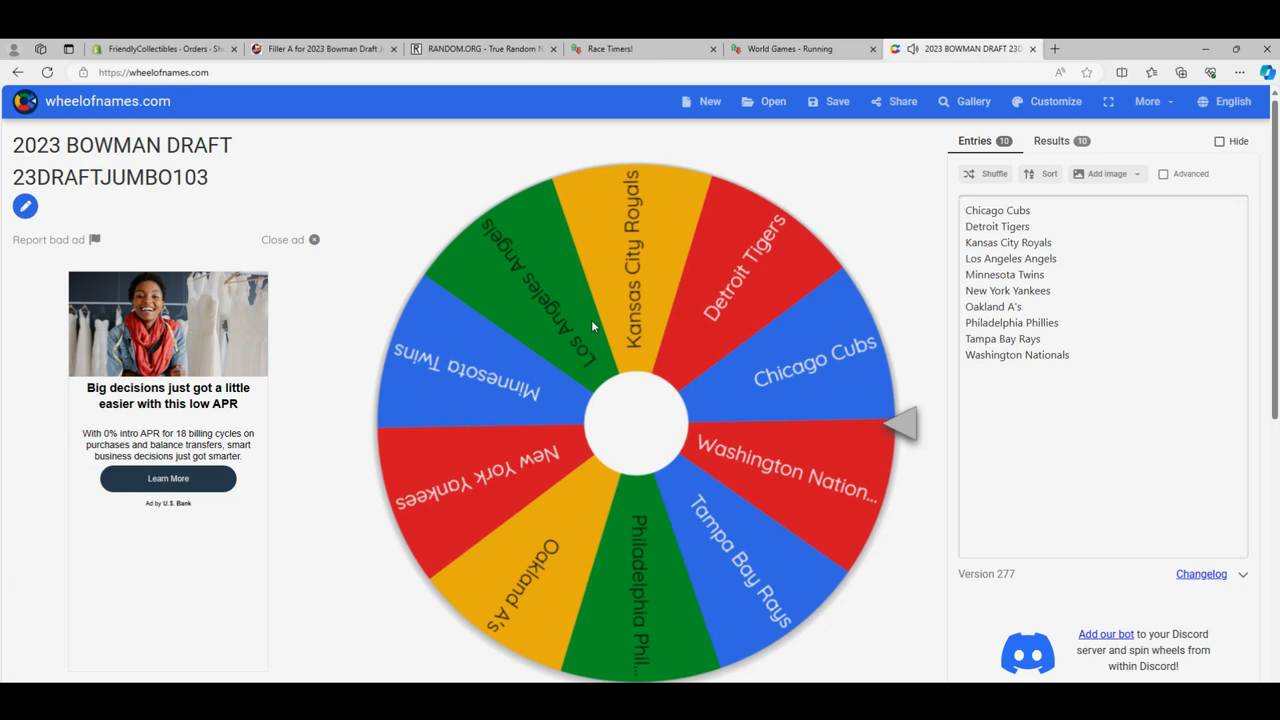 FriendlyCollectibles - Orders - Sh
Filler A for 2023 Bowman Draft J
RANDOM.ORG - True Random N
Race Timers!
World Games - Running
2023 BOWMAN DRAFT 23D
https://wheelofnames.com
wheelofnames.com
New
Open
Save
Share
Gallery
Customize
More
English
2023 BOWMAN DRAFT
23DRAFTJUMBO103
Report bad ad
Close ad
Big decisions just got a little
easier with this low APR
With 0% intro APR for 18 billing cycles on
purchases and balance transfers, smart
business decisions just got smarter.
Learn More
Ad by U.S. Bank
Kansas City Royals
Detroit Tigers
Chicago Cubs
Washington Nation...
Tampa Bay Rays
Philadelphia Phil...
Oakland A's
New York Yankees
Minnesota Twins
Los Angeles Angels
Entries 10
Results 10
Hide
Shuffle
Sort
Add image
Advanced
Chicago Cubs
Detroit Tigers
Kansas City Royals
Los Angeles Angels
Minnesota Twins
New York Yankees
Oakland A's
Philadelphia Phillies
Tampa Bay Rays
Washington Nationals
Version 277
Changelog
Add our bot to your Discord
server and spin wheels from
within Discord!